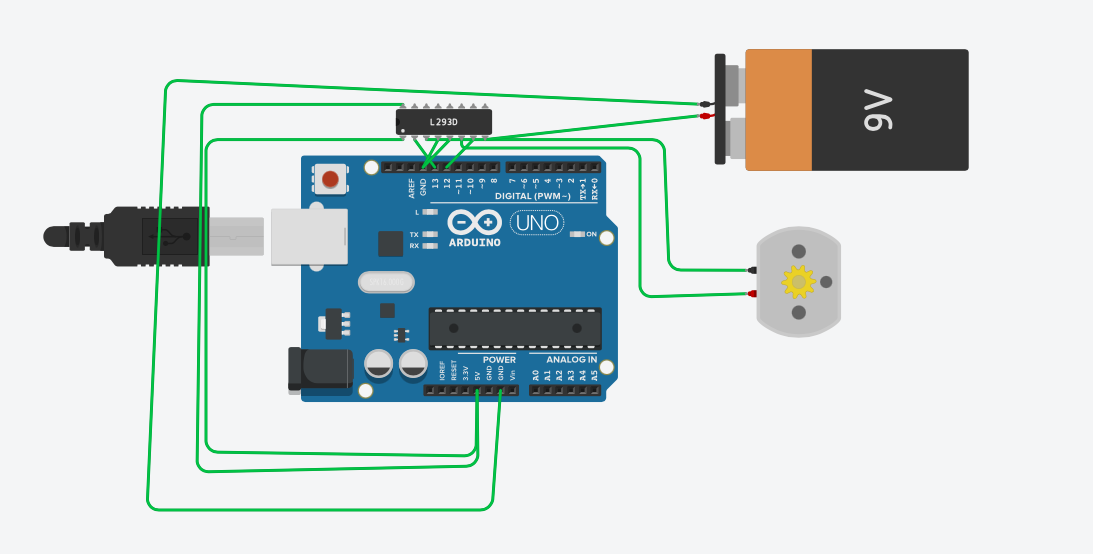 9V
L293D
AREF
GND
13
12
~11
~10
~9
8
7
~6
~5
4
~3
2
TX→1
RX←0
DIGITAL (PWM~)
L
TX
RX
UNO
ON
ARDUINO
POWER
ANALOG IN
IOREF
RESET
3.3V
5V
GND
GND
Vin
A0
A1
A2
A3
A4
A5